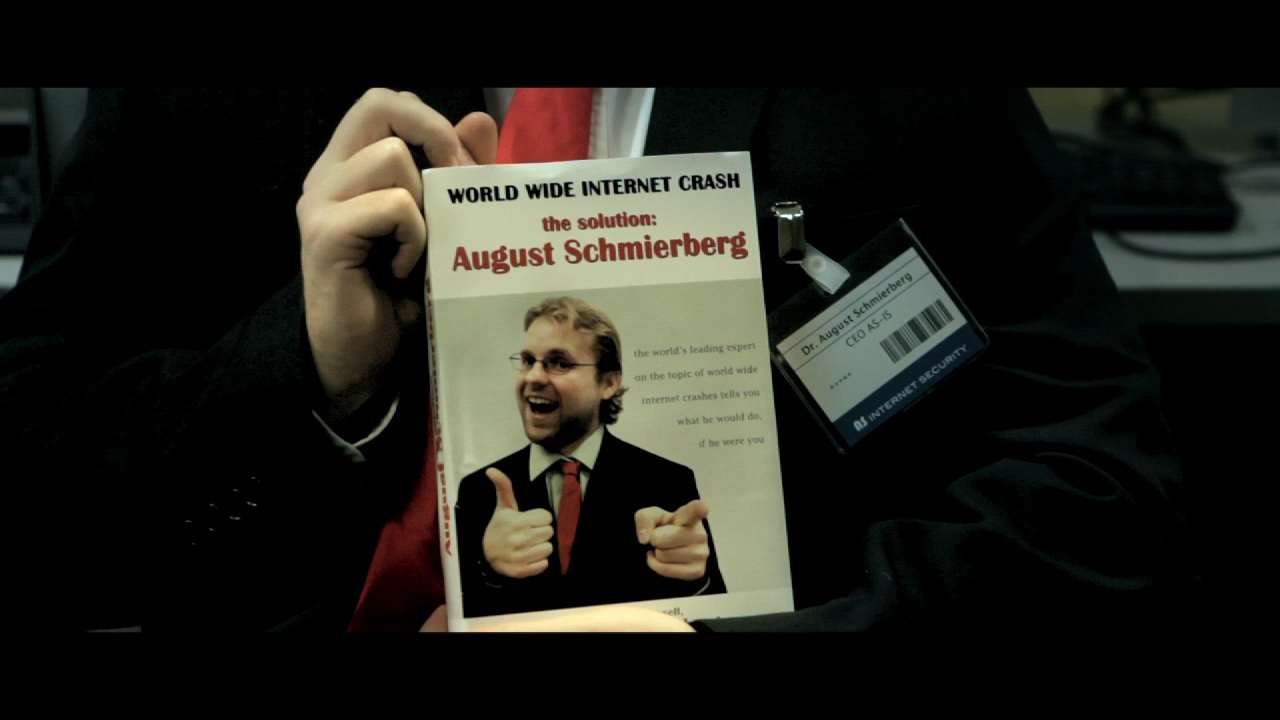 WORLD WIDE INTERNET CRASH
the solution:
August Schmierberg
the world's leading expert
on the topic of world wide
internet crashes tells you
what he would do,
if he were you
Dr. August Schmierberg
CEO AS-IS
*****
AS INTERNET SECURITY